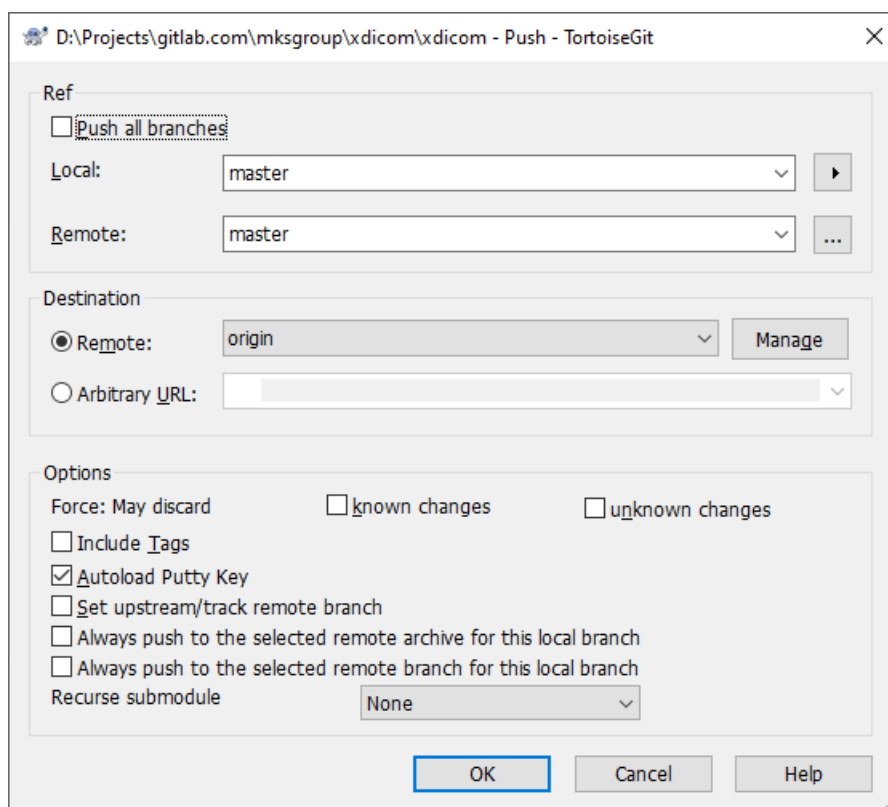 D:\Projects\gitlab.com\mksgroup\xdicom\xdicom - Push - TortoiseGit
Ref
Push all branches
Local: master
Remote: master ...
Destination
Remote: origin Manage
Arbitrary URL:
Options
Force: May discard known changes unknown changes
Include Tags
Autoload Putty Key
Set upstream/track remote branch
Always push to the selected remote archive for this local branch
Always push to the selected remote branch for this local branch
Recurse submodule None
OK Cancel Help